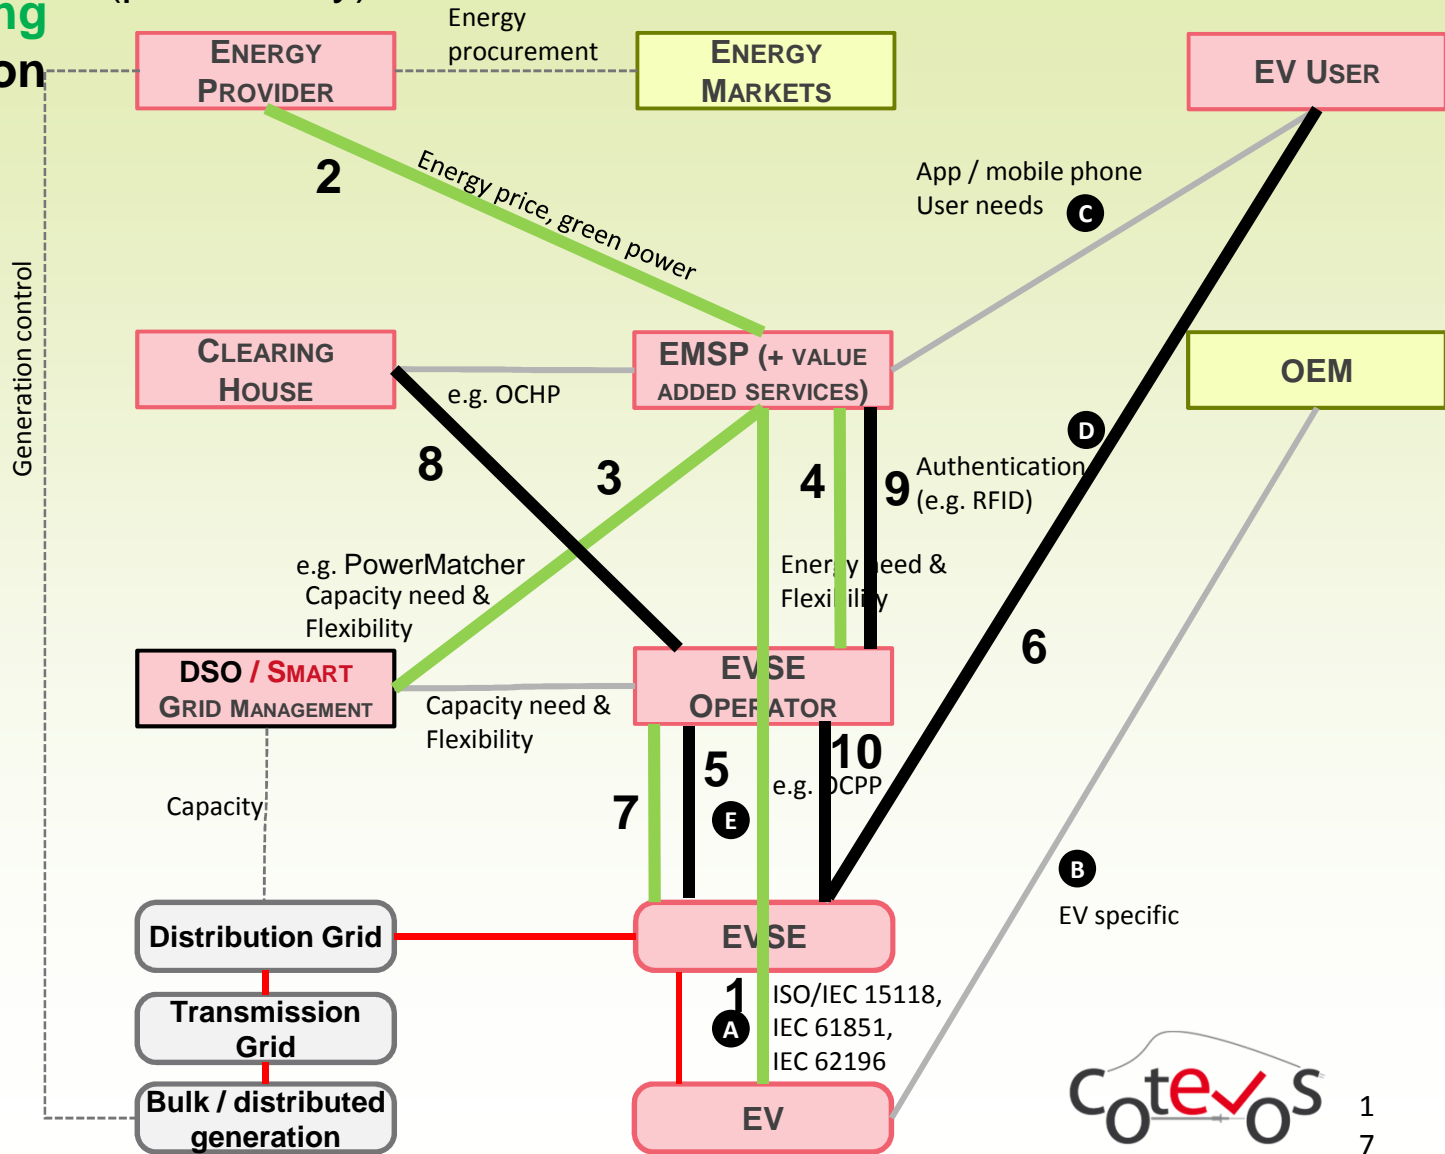 ng
on
Energy
procurement
ENERGY
PROVIDER
ENERGY
MARKETS
EV USER
2
Energy price, green power
App / mobile phone
User needs
C
Generation control
CLEARING
HOUSE
e.g. OCHP
EMSP (+ VALUE
ADDED SERVICES)
OEM
8
3
4
9
D
Authentication
(e.g. RFID)
e.g. PowerMatcher
Capacity need &
Flexibility
Energy need &
Flexibility
6
DSO / SMART
GRID MANAGEMENT
Capacity need &
Flexibility
EVSE
OPERATOR
10
5
7
e.g. OCPP
E
Capacity
B
EV specific
Distribution Grid
EVSE
1
A
ISO/IEC 15118,
IEC 61851,
IEC 62196
Transmission
Grid
Bulk / distributed
generation
EV
COTEVOS
1
7